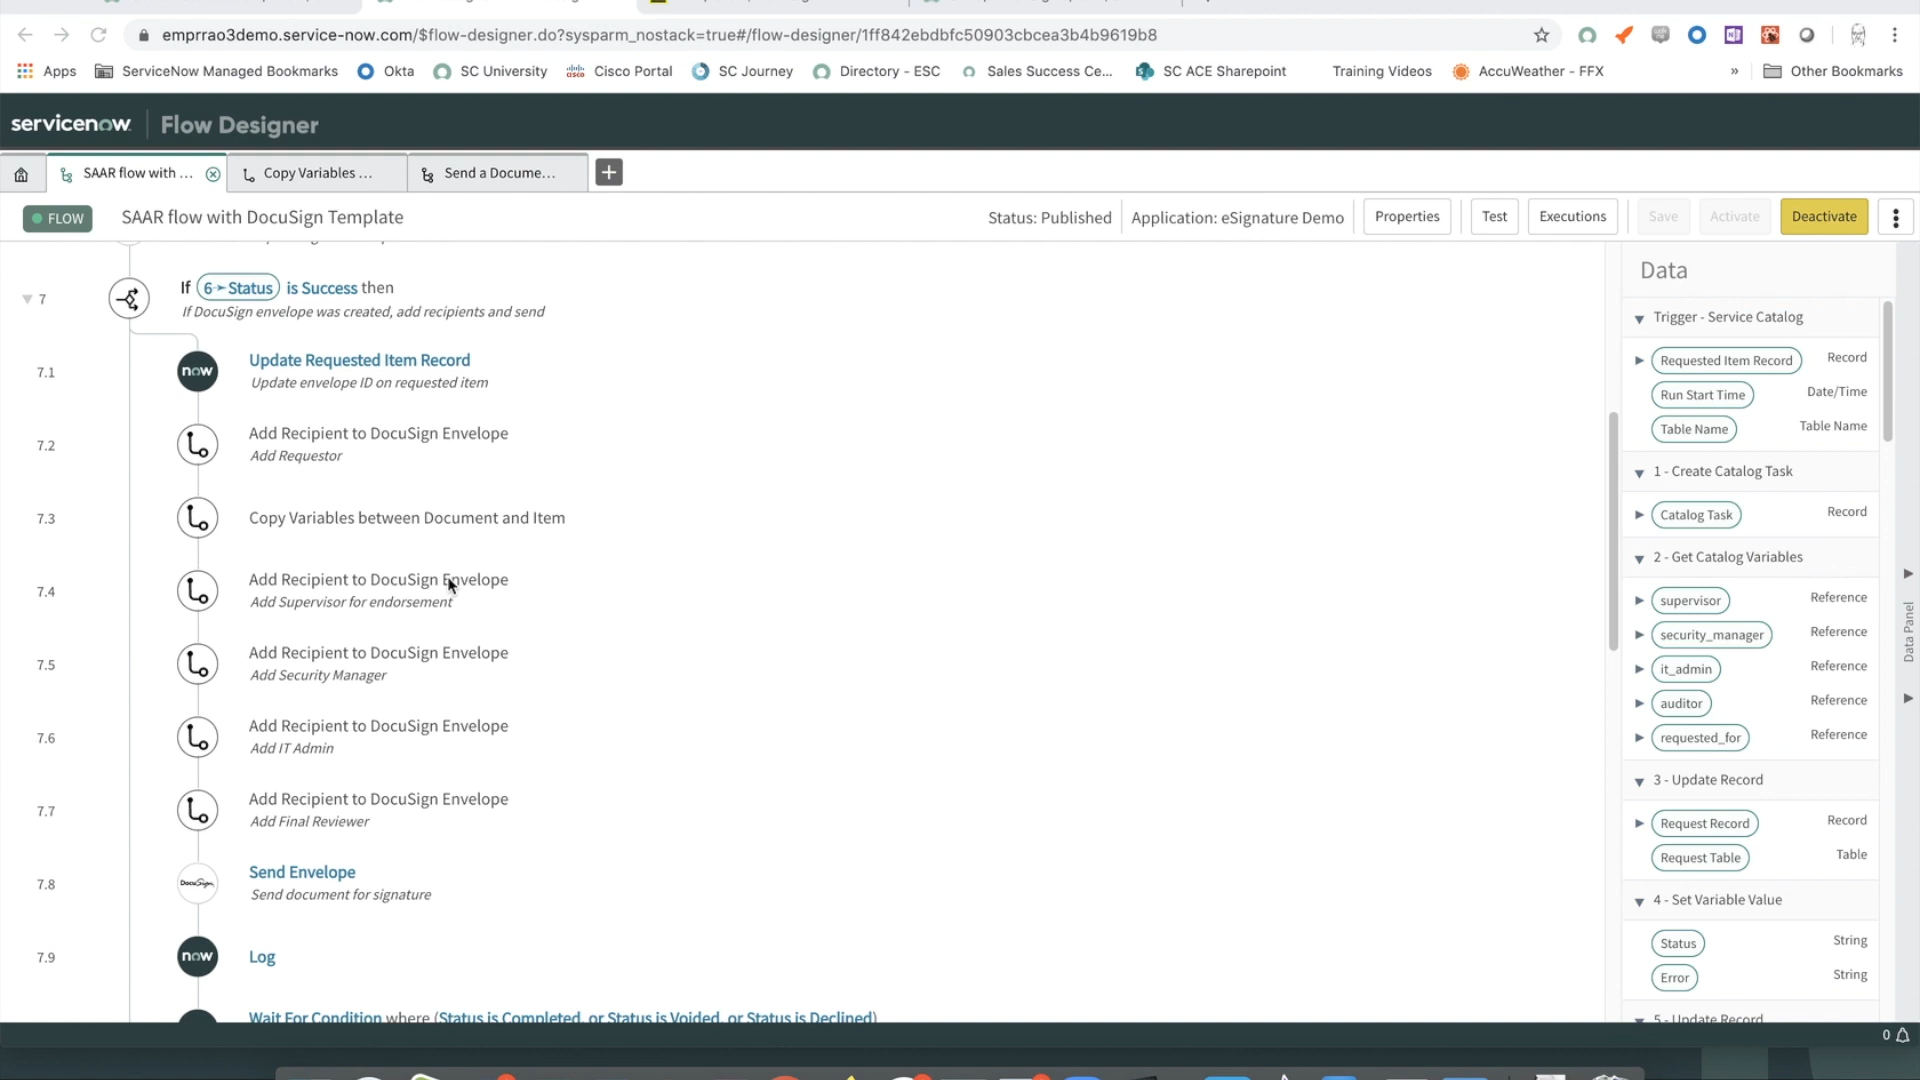 emprrao3demo.service-now.com/$flow-designer.do?sysparm_nostack=true#/flow-designer/1ff842ebdbfc50903cbcea3b4b9619b8
Apps ServiceNow Managed Bookmarks Okta SC University Cisco Portal SC Journey Directory - ESC Sales Success Ce... SC ACE Sharepoint Training Videos AccuWeather - FFX » Other Bookmarks
servicenow Flow Designer
SAAR flow with ... Copy Variables ... Send a Docume...
FLOW SAAR flow with DocuSign Template Status: Published Application: eSignature Demo Properties Test Executions Save Activate Deactivate
7 If 6 ➛ Status is Success then
If DocuSign envelope was created, add recipients and send
7.1 now Update Requested Item Record
Update envelope ID on requested item
7.2 Add Recipient to DocuSign Envelope
Add Requestor
7.3 Copy Variables between Document and Item
7.4 Add Recipient to DocuSign Envelope
Add Supervisor for endorsement
7.5 Add Recipient to DocuSign Envelope
Add Security Manager
7.6 Add Recipient to DocuSign Envelope
Add IT Admin
7.7 Add Recipient to DocuSign Envelope
Add Final Reviewer
7.8 DocuSign Send Envelope
Send document for signature
7.9 now Log
Wait For Condition where (Status is Completed, or Status is Voided, or Status is Declined)
Data
Trigger - Service Catalog
Requested Item Record Record
Run Start Time Date/Time
Table Name Table Name
1 - Create Catalog Task
Catalog Task Record
2 - Get Catalog Variables
supervisor Reference
security_manager Reference
it_admin Reference
auditor Reference
requested_for Reference
3 - Update Record
Request Record Record
Request Table Table
4 - Set Variable Value
Status String
Error String
5 - Update Record
Data Panel
0